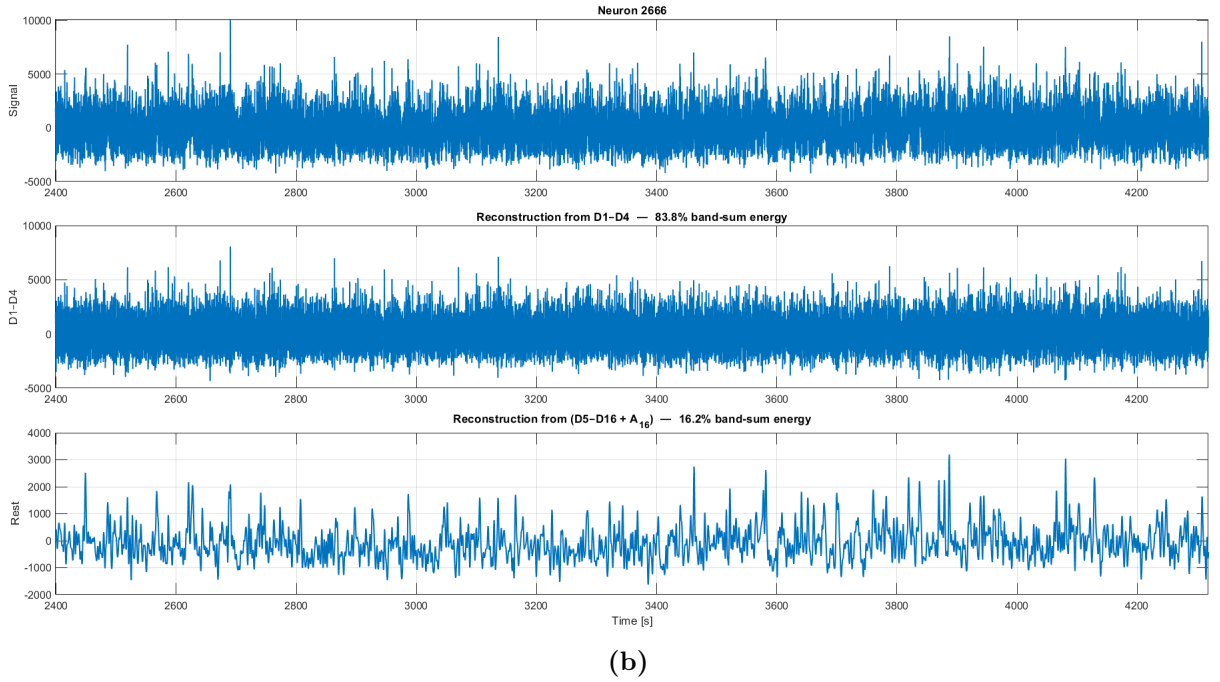 Neuron 2666
10000
5000
0
-5000
Signal
2400 2600 2800 3000 3200 3400 3600 3800 4000 4200
Reconstruction from D1–D4 — 83.8% band-sum energy
10000
5000
0
-5000
D1–D4
2400 2600 2800 3000 3200 3400 3600 3800 4000 4200
Reconstruction from (D5–D16 + A16) — 16.2% band-sum energy
4000
3000
2000
1000
0
-1000
-2000
Rest
2400 2600 2800 3000 3200 3400 3600 3800 4000 4200
Time [s]
(b)